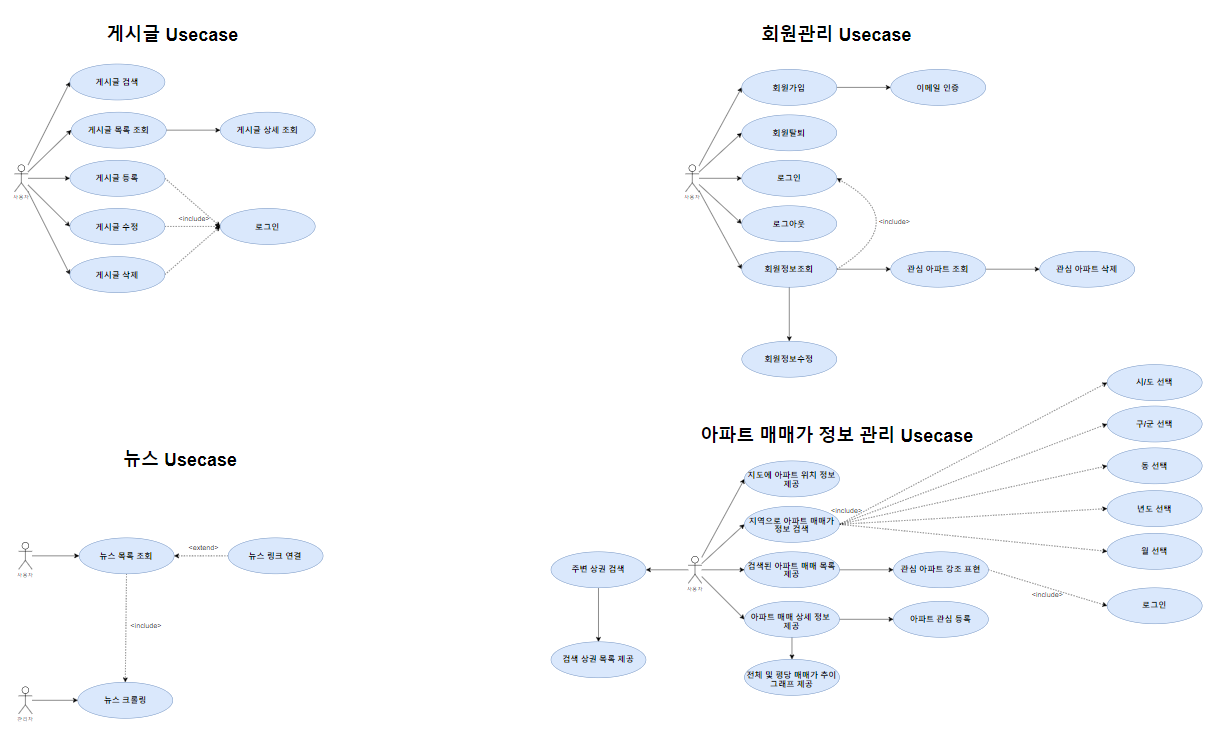 게시글 Usecase
게시글 검색
게시글 목록 조회
게시글 상세 조회
게시글 등록
사용자
<include>
게시글 수정
로그인
게시글 삭제
회원관리 Usecase
회원가입
이메일 인증
회원탈퇴
로그인
사용자
로그아웃
<include>
회원정보조회
관심 아파트 조회
관심 아파트 삭제
회원정보수정
뉴스 Usecase
사용자
뉴스 목록 조회
<extend>
뉴스 링크 연결
<include>
관리자
뉴스 크롤링
아파트 매매가 정보 관리 Usecase
지도에 아파트 위치 정보
제공
지역으로 아파트 매매가
정보 검색
<include>
시/도 선택
구/군 선택
동 선택
년도 선택
월 선택
주변 상권 검색
사용자
검색된 아파트 매매 목록
제공
관심 아파트 강조 표현
<include>
로그인
아파트 매매 상세 정보
제공
아파트 관심 등록
검색 상권 목록 제공
전체 및 평당 매매가 추이
그래프 제공